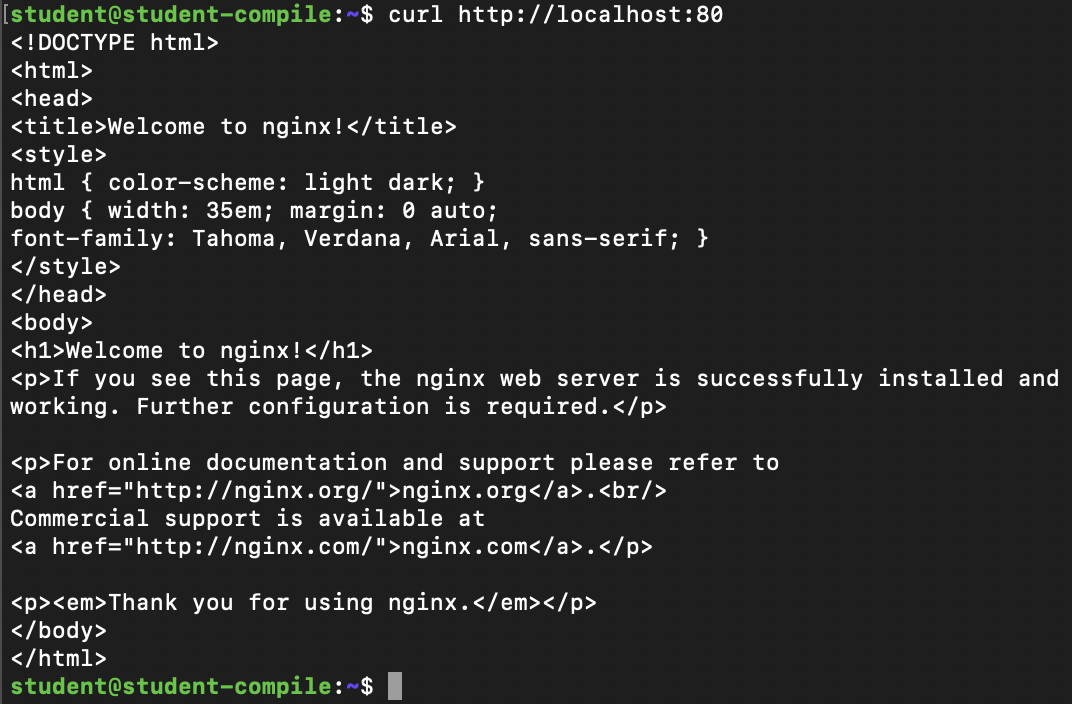 [student@student-compile:~$ curl http://localhost:80
<!DOCTYPE html>
<html>
<head>
<title>Welcome to nginx!</title>
<style>
html { color-scheme: light dark; }
body { width: 35em; margin: 0 auto;
font-family: Tahoma, Verdana, Arial, sans-serif; }
</style>
</head>
<body>
<h1>Welcome to nginx!</h1>
<p>If you see this page, the nginx web server is successfully installed and
working. Further configuration is required.</p>

<p>For online documentation and support please refer to
<a href="http://nginx.org/">nginx.org</a>.<br/>
Commercial support is available at
<a href="http://nginx.com/">nginx.com</a>.</p>

<p><em>Thank you for using nginx.</em></p>
</body>
</html>
student@student-compile:~$